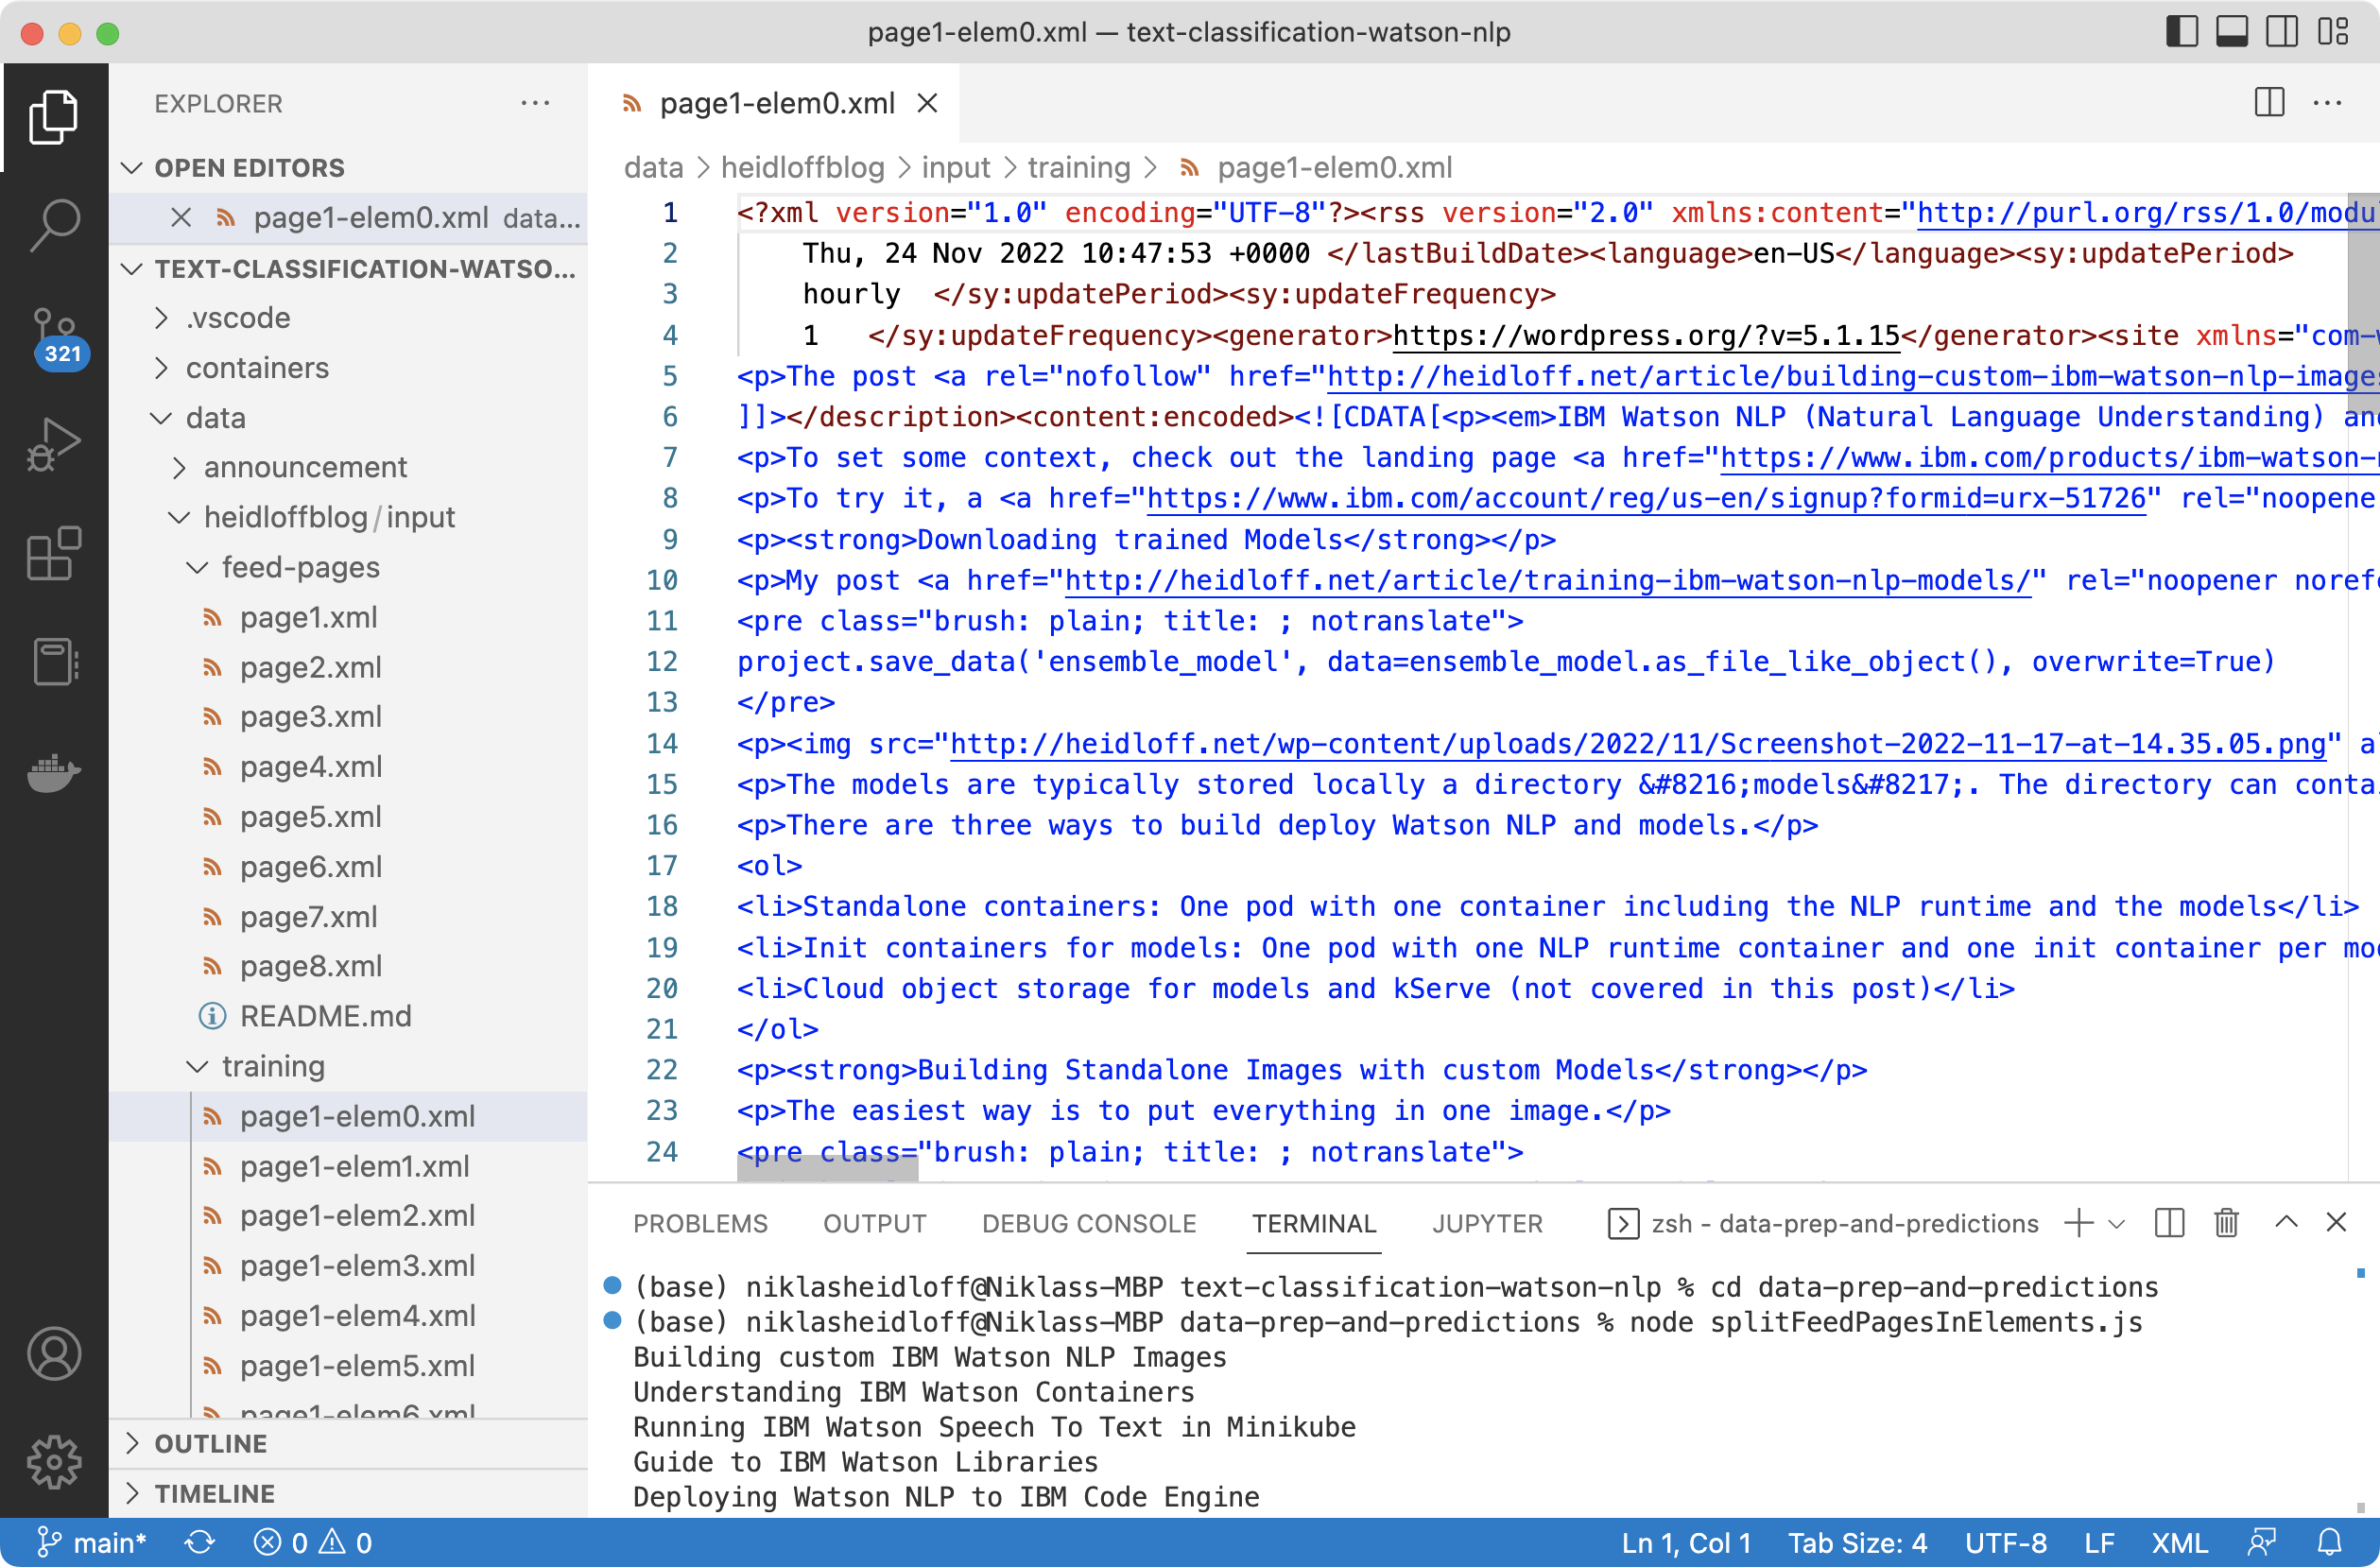 page1-elem0.xml — text-classification-watson-nlp
EXPLORER
OPEN EDITORS
page1-elem0.xml data...
TEXT-CLASSIFICATION-WATSO...
.vscode
containers
data
announcement
heidloffblog/input
feed-pages
page1.xml
page2.xml
page3.xml
page4.xml
page5.xml
page6.xml
page7.xml
page8.xml
README.md
training
page1-elem0.xml
page1-elem1.xml
page1-elem2.xml
page1-elem3.xml
page1-elem4.xml
page1-elem5.xml
page1-elem6.xml
OUTLINE
TIMELINE
321
page1-elem0.xml
data > heidloffblog > input > training > page1-elem0.xml
1 <?xml version="1.0" encoding="UTF-8"?><rss version="2.0" xmlns:content="http://purl.org/rss/1.0/modul
2 Thu, 24 Nov 2022 10:47:53 +0000 </lastBuildDate><language>en-US</language><sy:updatePeriod>
3 hourly </sy:updatePeriod><sy:updateFrequency>
4 1 </sy:updateFrequency><generator>https://wordpress.org/?v=5.1.15</generator><site xmlns="com-w
5 <p>The post <a rel="nofollow" href="http://heidloff.net/article/building-custom-ibm-watson-nlp-images
6 ]]></description><content:encoded><![CDATA[<p><em>IBM Watson NLP (Natural Language Understanding) and
7 <p>To set some context, check out the landing page <a href="https://www.ibm.com/products/ibm-watson-n
8 <p>To try it, a <a href="https://www.ibm.com/account/reg/us-en/signup?formid=urx-51726" rel="noopene
9 <p><strong>Downloading trained Models</strong></p>
10 <p>My post <a href="http://heidloff.net/article/training-ibm-watson-nlp-models/" rel="noopener norefe
11 <pre class="brush: plain; title: ; notranslate">
12 project.save_data('ensemble_model', data=ensemble_model.as_file_like_object(), overwrite=True)
13 </pre>
14 <p><img src="http://heidloff.net/wp-content/uploads/2022/11/Screenshot-2022-11-17-at-14.35.05.png" al
15 <p>The models are typically stored locally a directory &#8216;models&#8217;. The directory can contai
16 <p>There are three ways to build deploy Watson NLP and models.</p>
17 <ol>
18 <li>Standalone containers: One pod with one container including the NLP runtime and the models</li>
19 <li>Init containers for models: One pod with one NLP runtime container and one init container per mod
20 <li>Cloud object storage for models and kServe (not covered in this post)</li>
21 </ol>
22 <p><strong>Building Standalone Images with custom Models</strong></p>
23 <p>The easiest way is to put everything in one image.</p>
24 <pre class="brush: plain; title: ; notranslate">
PROBLEMS OUTPUT DEBUG CONSOLE TERMINAL JUPYTER zsh - data-prep-and-predictions
(base) niklasheidloff@Niklass-MBP text-classification-watson-nlp % cd data-prep-and-predictions
(base) niklasheidloff@Niklass-MBP data-prep-and-predictions % node splitFeedPagesInElements.js
Building custom IBM Watson NLP Images
Understanding IBM Watson Containers
Running IBM Watson Speech To Text in Minikube
Guide to IBM Watson Libraries
Deploying Watson NLP to IBM Code Engine
main* 0 0 Ln 1, Col 1 Tab Size: 4 UTF-8 LF XML